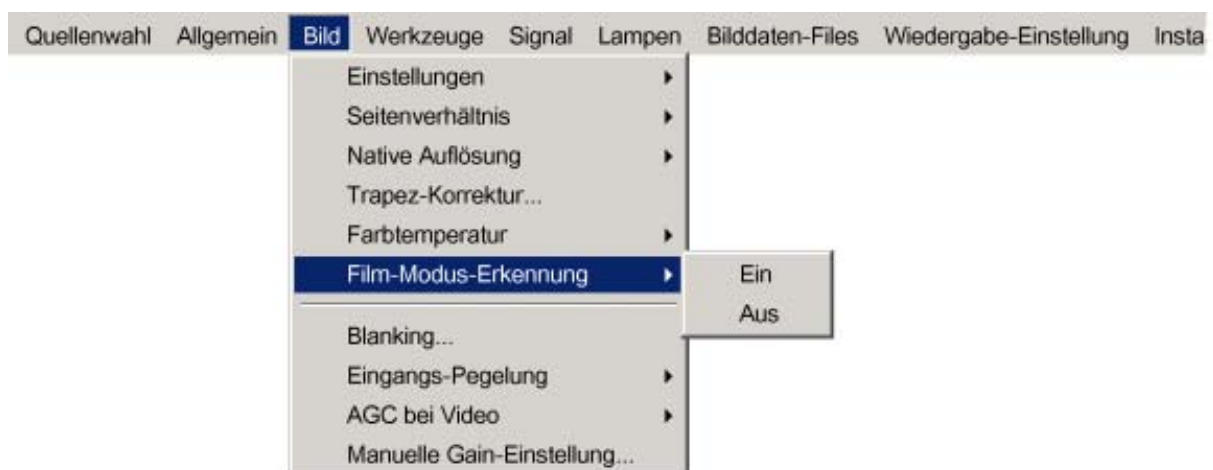 Quellenwahl Allgemein Bild Werkzeuge Signal Lampen Bilddaten-Files Wiedergabe-Einstellung Insta
Einstellungen
Seitenverhältnis
Native Auflösung
Trapez-Korrektur...
Farbtemperatur
Film-Modus-Erkennung
Ein
Aus
Blanking...
Eingangs-Pegelung
AGC bei Video
Manuelle Gain-Einstellung...